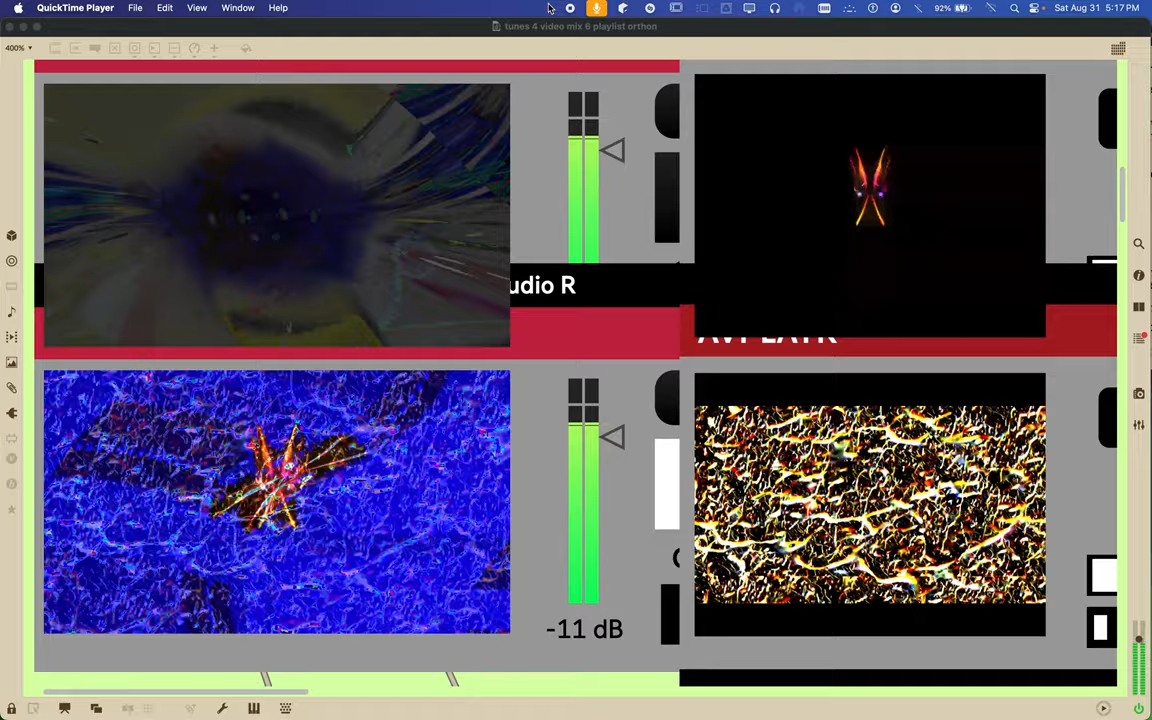 QuickTime Player File Edit View Window Help 92% Sat Aug 31 5:17 PM
tunes 4 video mix 6 playlist orthon
400%
udio R
-11 dB